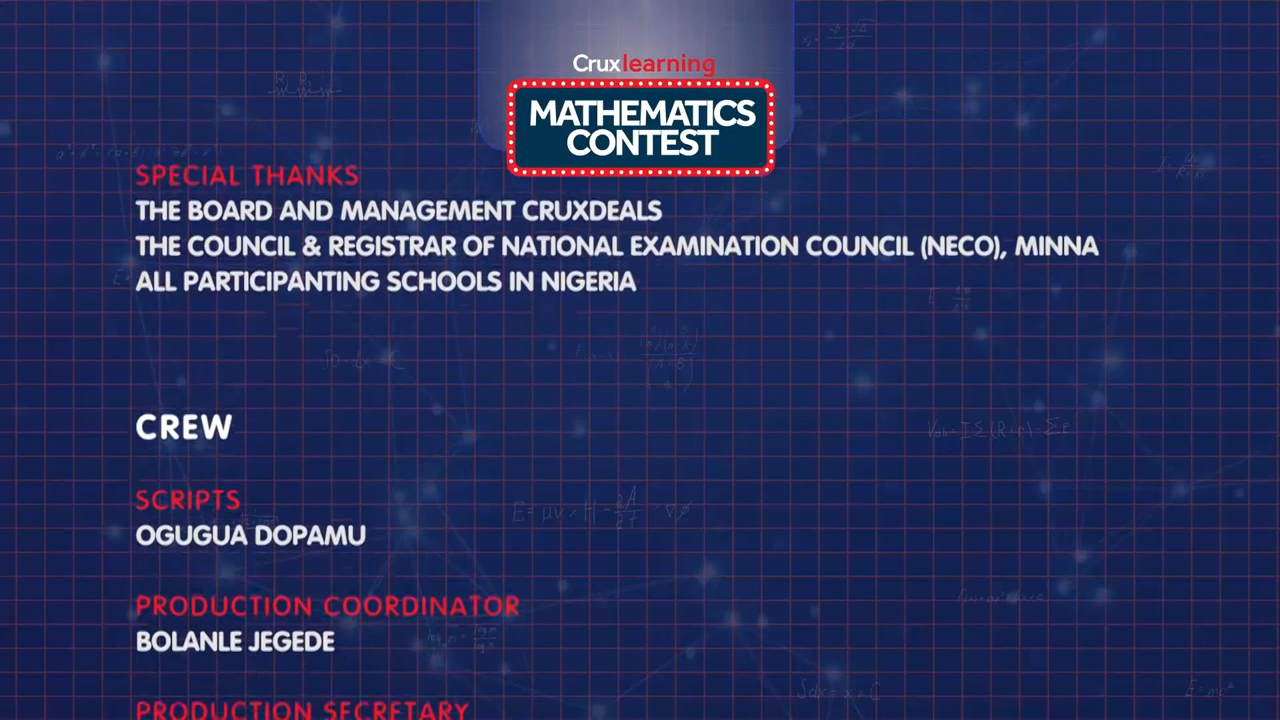 Cruxlearning
MATHEMATICS
CONTEST
SPECIAL THANKS
THE BOARD AND MANAGEMENT CRUXDEALS
THE COUNCIL & REGISTRAR OF NATIONAL EXAMINATION COUNCIL (NECO), MINNA
ALL PARTICIPANTING SCHOOLS IN NIGERIA
CREW
SCRIPTS
OGUGUA DOPAMU
PRODUCTION COORDINATOR
BOLANLE JEGEDE
PRODUCTION SECRETARY